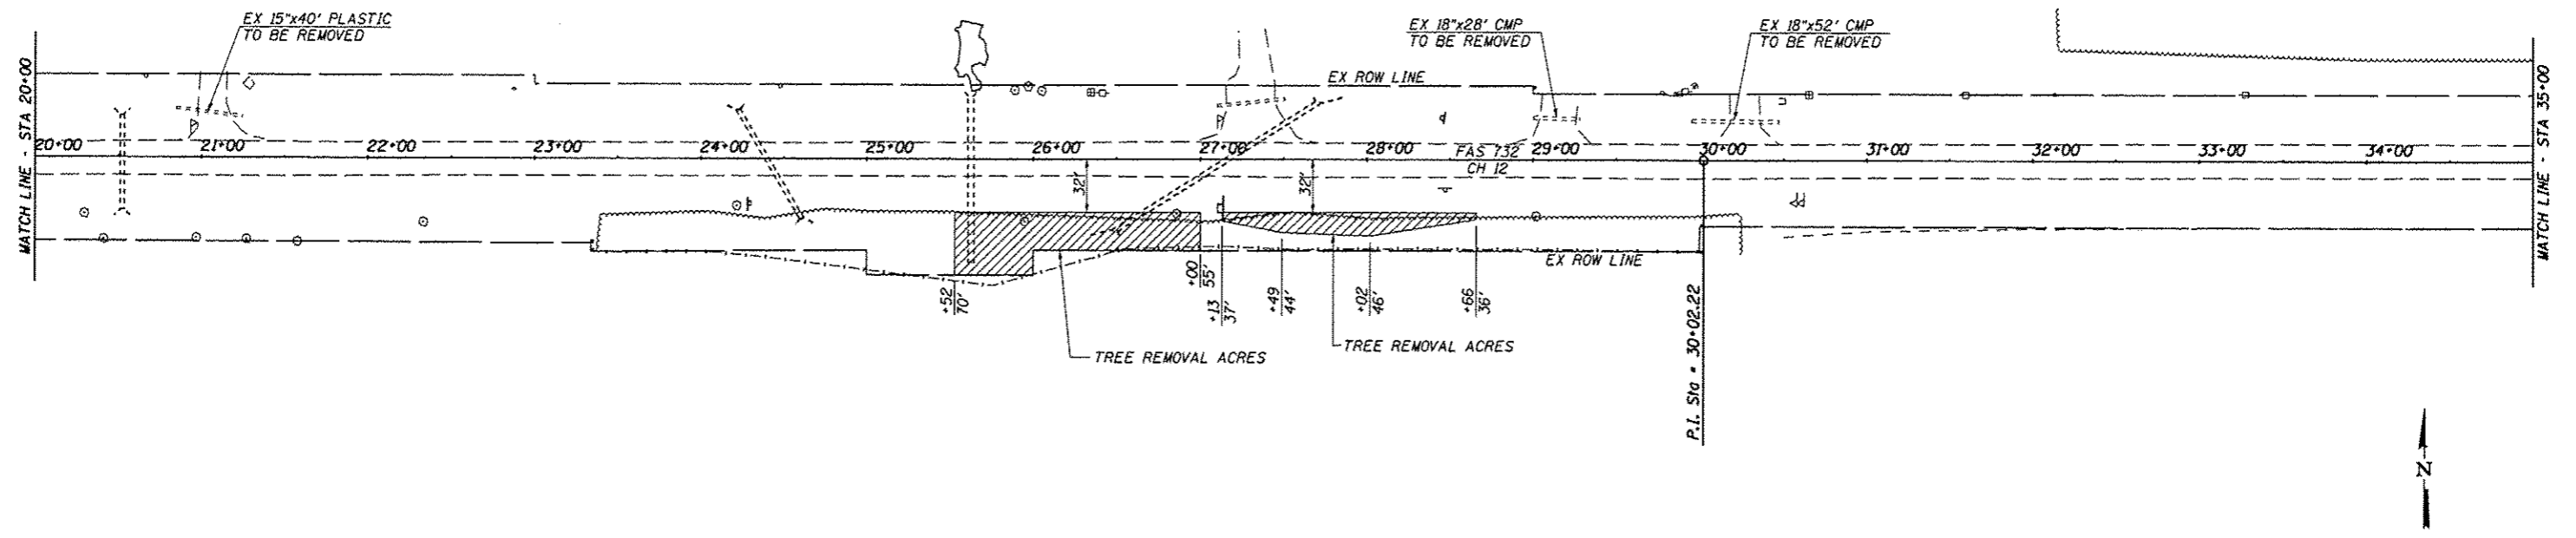 EX 15"x40' PLASTIC
TO BE REMOVED
EX 18"x28' CMP
TO BE REMOVED
EX 18"x52' CMP
TO BE REMOVED
EX ROW LINE
MATCH LINE - STA 20+00
MATCH LINE - STA 35+00
20+00
21+00
22+00
23+00
24+00
25+00
26+00
27+00
28+00
FAS 732
29+00
30+00
31+00
32+00
33+00
34+00
CH 12
32'
32'
EX ROW LINE
+52
70'
+00
55'
+13
37'
+49
44'
+02
46'
+66
36'
TREE REMOVAL ACRES
TREE REMOVAL ACRES
P.I. Sta = 30+02.22
N